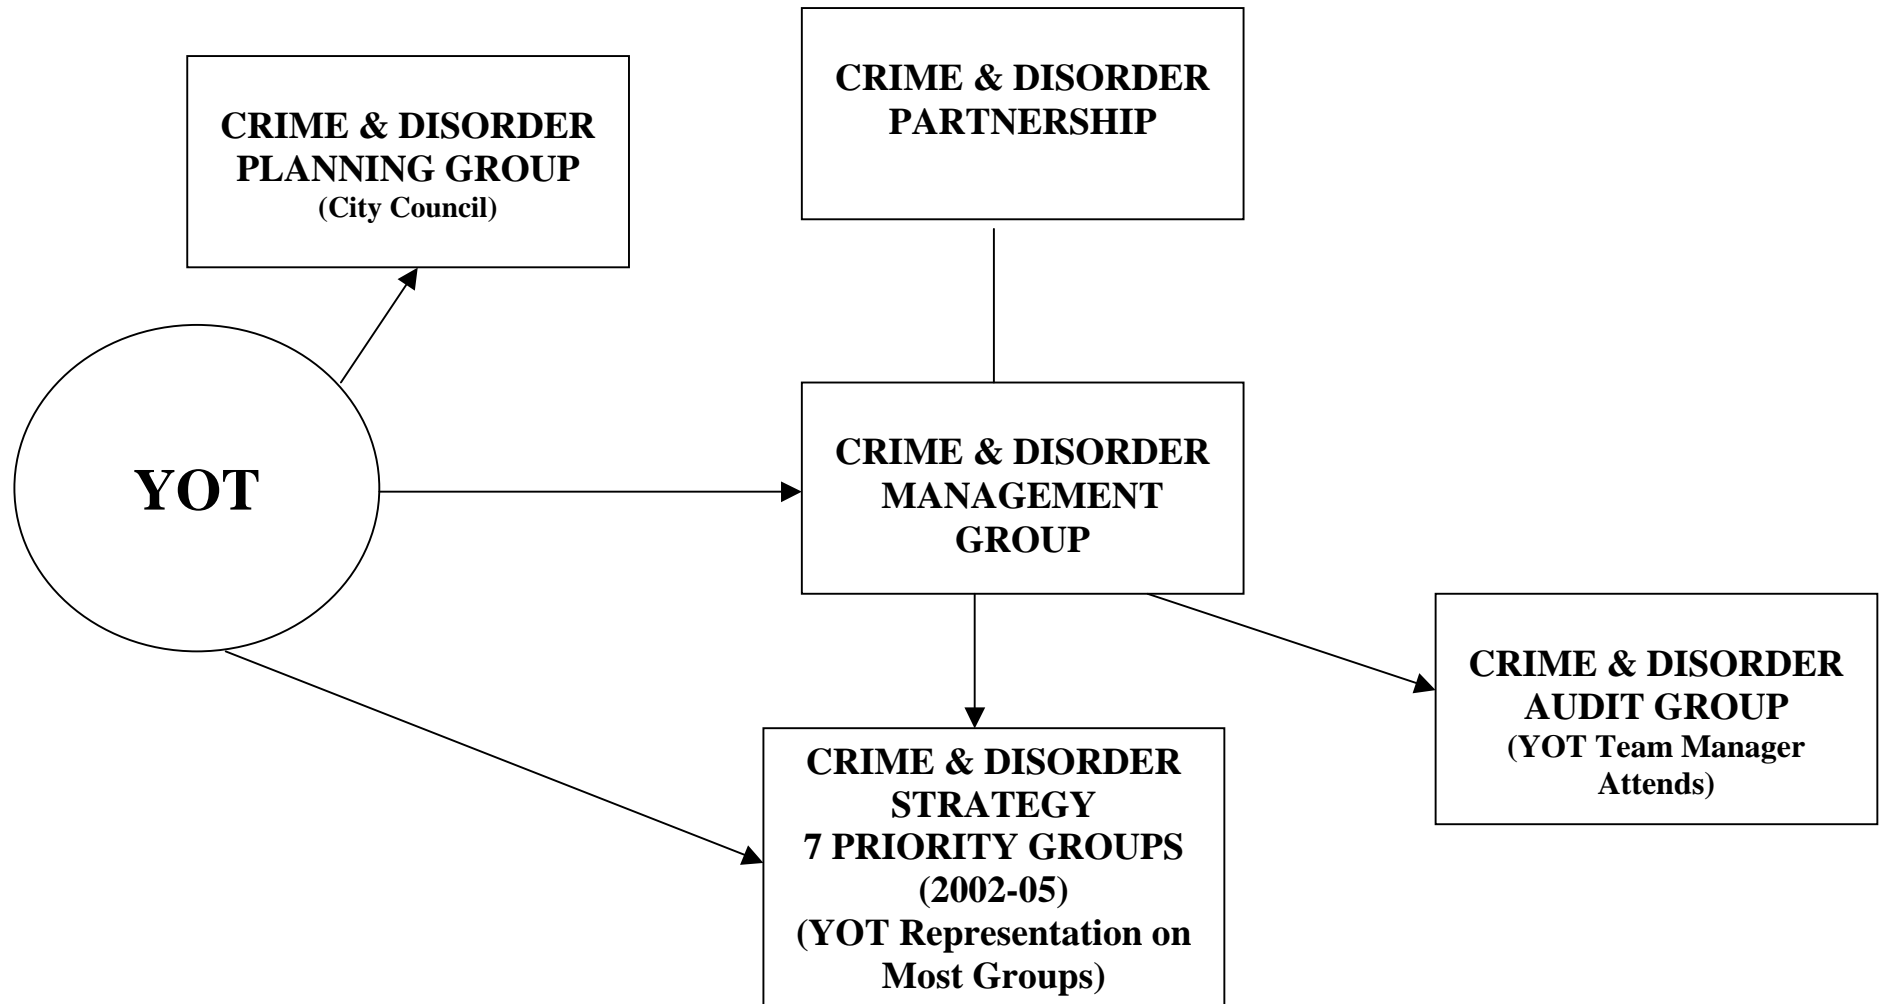 CRIME & DISORDER
PARTNERSHIP
CRIME & DISORDER
PLANNING GROUP
(City Council)
YOT
CRIME & DISORDER
MANAGEMENT
GROUP
CRIME & DISORDER
AUDIT GROUP
(YOT Team Manager
Attends)
CRIME & DISORDER
STRATEGY
7 PRIORITY GROUPS
(2002-05)
(YOT Representation on
Most Groups)